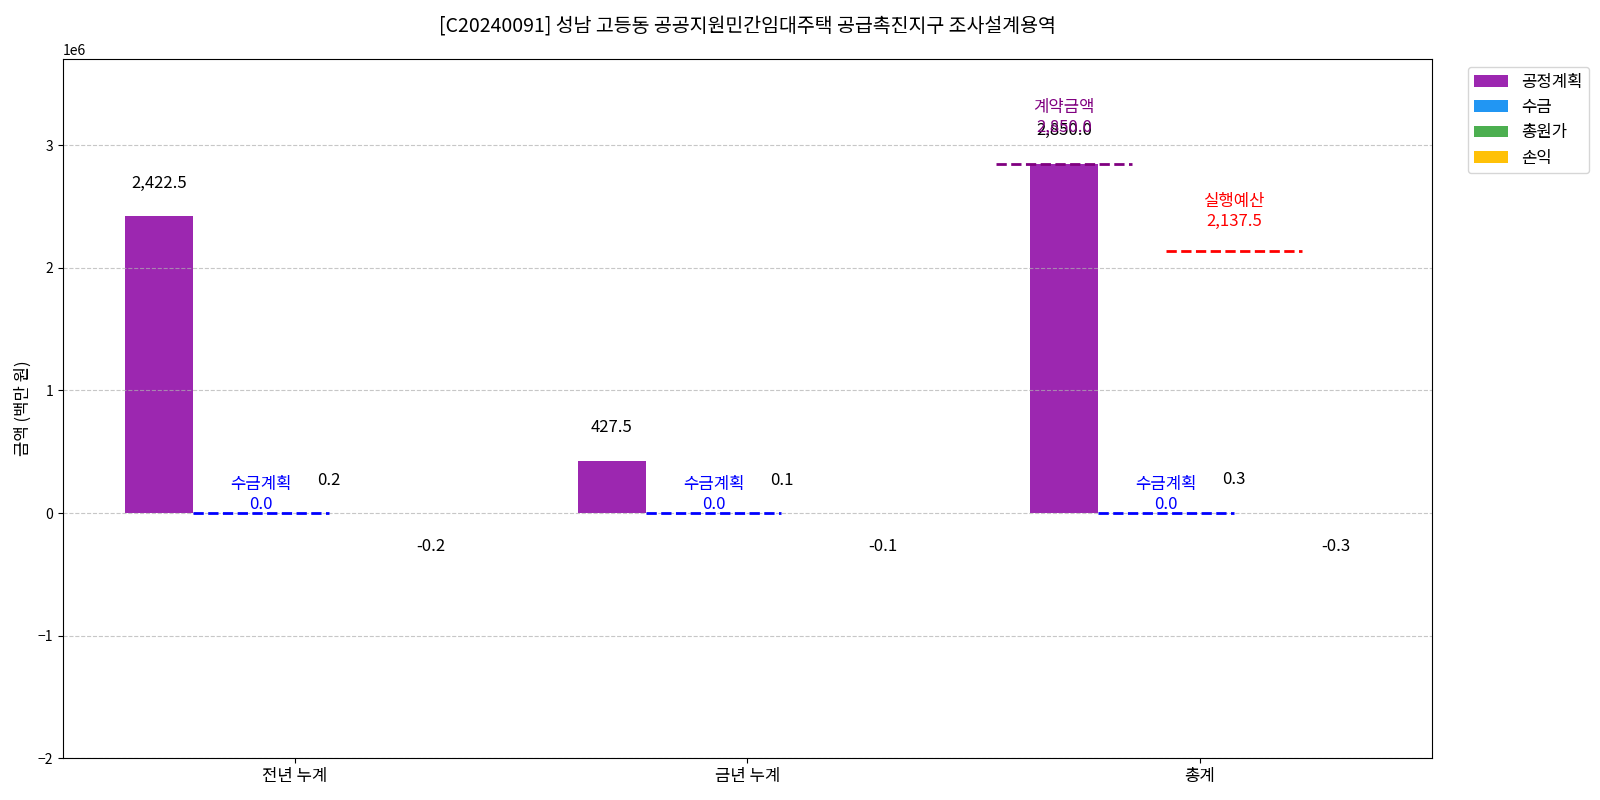 [C20240091] 성남 고등동 공공지원민간임대주택 공급촉진지구 조사설계용역
1e6
공정계획
수금
총원가
손익
계약금액
2,850.0
2,850.0
2,422.5
실행예산
2,137.5
427.5
수금계획
0.0
0.2
수금계획
0.0
0.1
수금계획
0.0
0.3
-0.2
-0.1
-0.3
3
2
1
0
−1
−2
금액 (백만 원)
전년 누계
금년 누계
총계